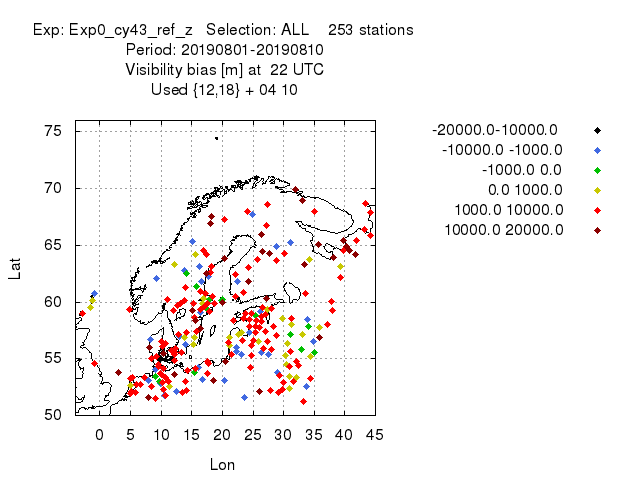 Exp: Exp0_cy43_ref_z   Selection: ALL    253 stations
Period: 20190801-20190810
Visibility bias [m] at  22 UTC
Used {12,18} + 04 10
-20000.0-10000.0
-10000.0 -1000.0
-1000.0 0.0
0.0 1000.0
1000.0 10000.0
10000.0 20000.0
75
70
65
60
55
50
Lat
0 5 10 15 20 25 30 35 40 45
Lon